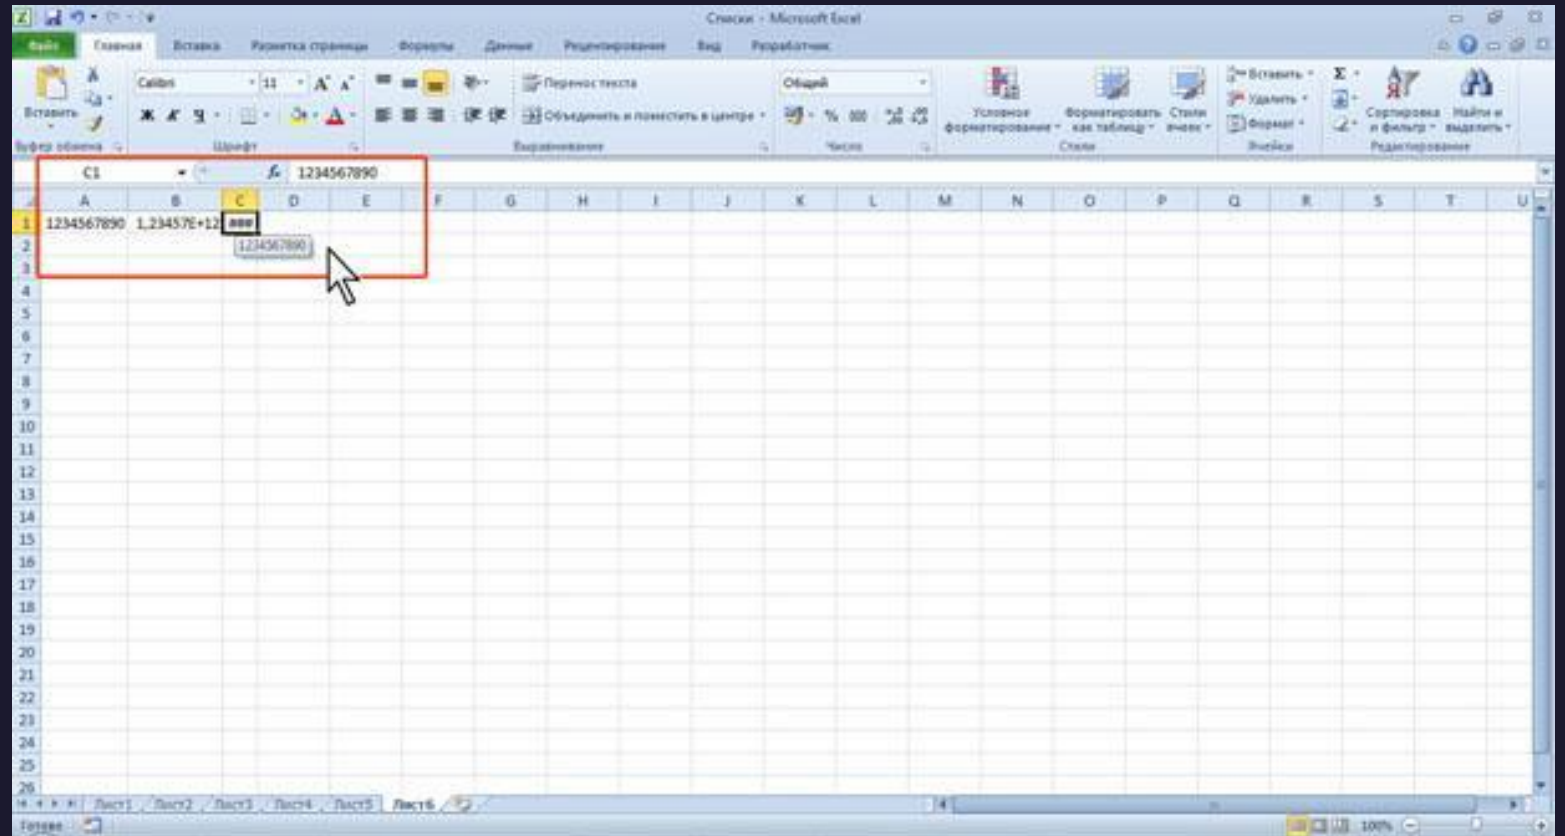 Списки - Microsoft Excel
Файл Главная Вставка Разметка страницы Формулы Данные Рецензирование Вид Разработчик
Вставить
Calibri 11
Ж К Ч
Перенос текста
Объединить и поместить в центре
Общий
% 000
Условное форматирование
Форматировать как таблицу
Стили ячеек
Вставить
Удалить
Формат
Σ
Сортировка и фильтр
Найти и выделить
Буфер обмена Шрифт Выравнивание Число Стили Ячейки Редактирование
C1 fx 1234567890
A B C D E F G H I J K L M N O P Q R S T U
1 1234567890 1,23457E+12 ###
2 1234567890
3
4
5
6
7
8
9
10
11
12
13
14
15
16
17
18
19
20
21
22
23
24
25
26
Лист1 Лист2 Лист3 Лист4 Лист5 Лист6
Готово 100%